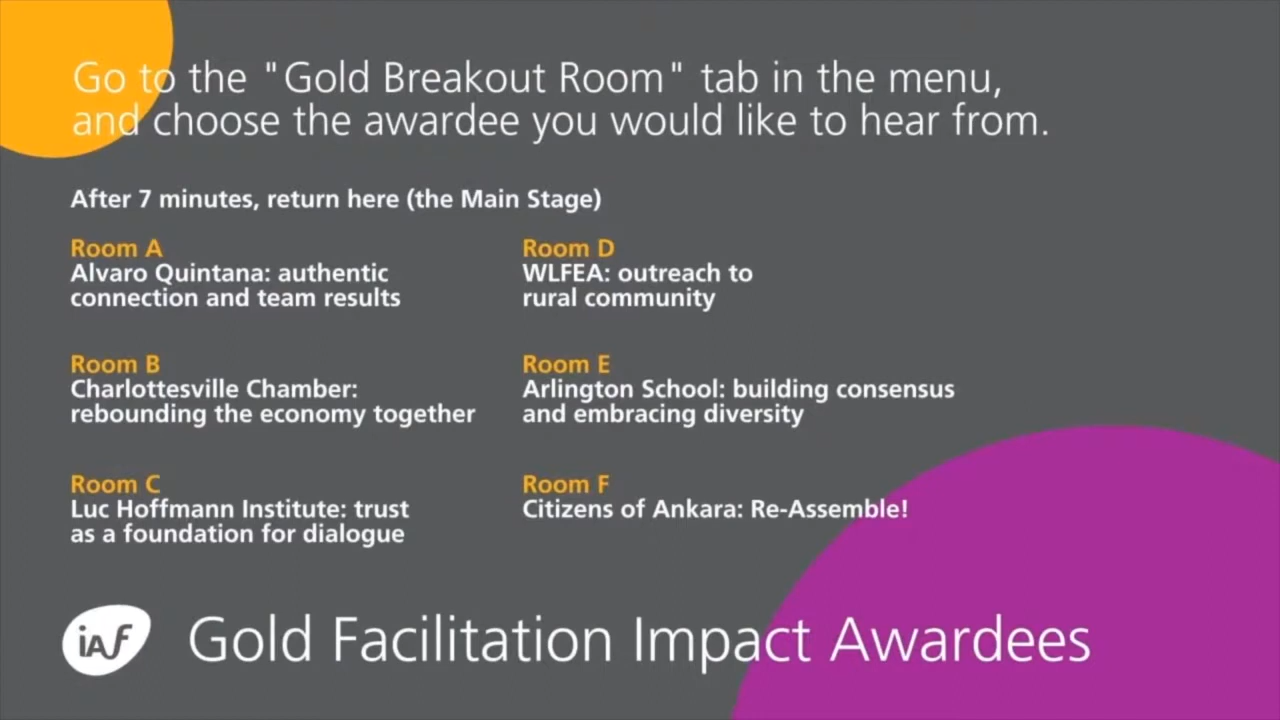 Go to the "Gold Breakout Room" tab in the menu,
and choose the awardee you would like to hear from.
After 7 minutes, return here (the Main Stage)
Room A
Alvaro Quintana: authentic
connection and team results
Room B
Charlottesville Chamber:
rebounding the economy together
Room C
Luc Hoffmann Institute: trust
as a foundation for dialogue
Room D
WLFEA: outreach to
rural community
Room E
Arlington School: building consensus
and embracing diversity
Room F
Citizens of Ankara: Re-Assemble!
iaf
Gold Facilitation Impact Awardees